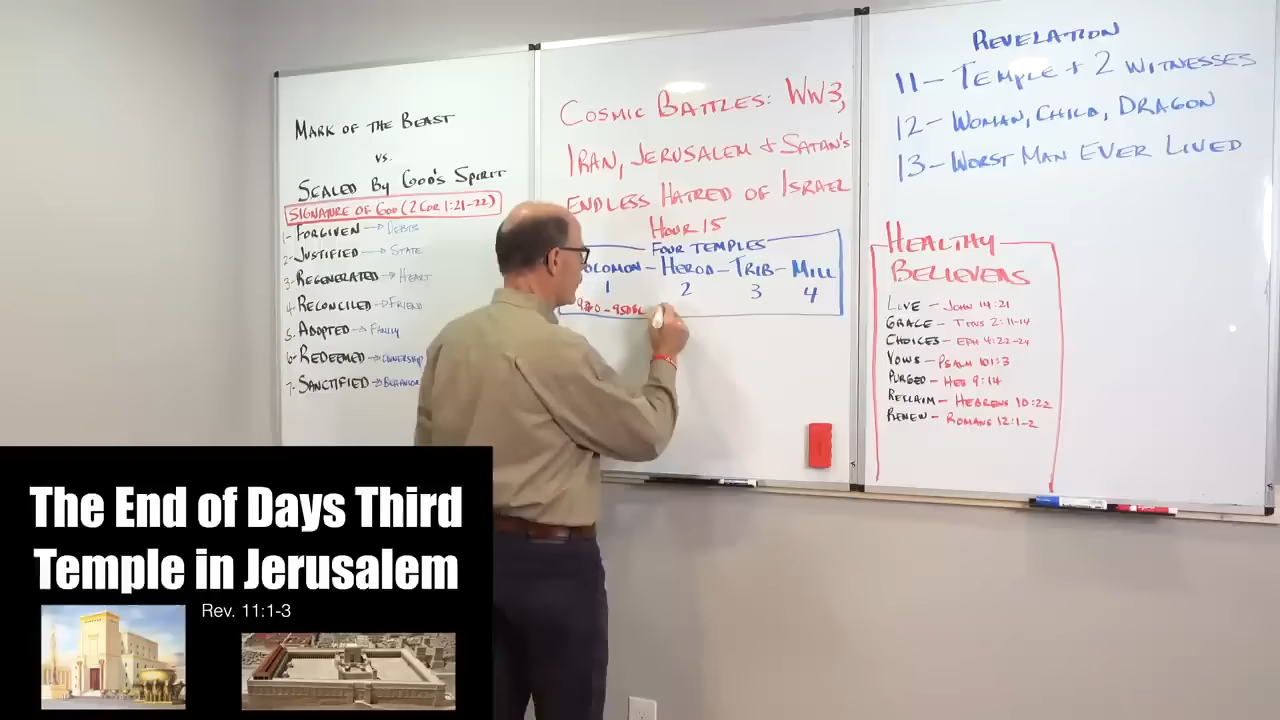 MARK OF THE BEAST
VS.
SEALED BY GOD'S SPIRIT
SIGNATURE OF GOD (2 COR 1:21-22)
1- FORGIVEN → DEBTS
2- JUSTIFIED → STATE
3- REGENERATED → HEART
4- RECONCILED → FRIEND
5- ADOPTED → FAMILY
6- REDEEMED → OWNERSHIP
7- SANCTIFIED → BEHAVIOR
COSMIC BATTLES: WW3,
IRAN, JERUSALEM + SATAN'S
ENDLESS HATRED OF ISRAEL
HOUR 15
FOUR TEMPLES
OLOMON - HEROD - TRIB - MILL
1 2 3 4
REVELATION
11- TEMPLE + 2 WITNESSES
12- WOMAN, CHILD, DRAGON
13- WORST MAN EVER LIVED
HEALTHY
BELIEVERS
LIVE - JOHN 14:21
GRACE - TITUS 2:11-14
CHOICES - EPH 4:22-24
VOWS - PSALM 101:3
PURGED - HEB 9:14
RECLAIM - HEBREWS 10:22
RENEW - ROMANS 12:1-2
The End of Days Third
Temple in Jerusalem
Rev. 11:1-3